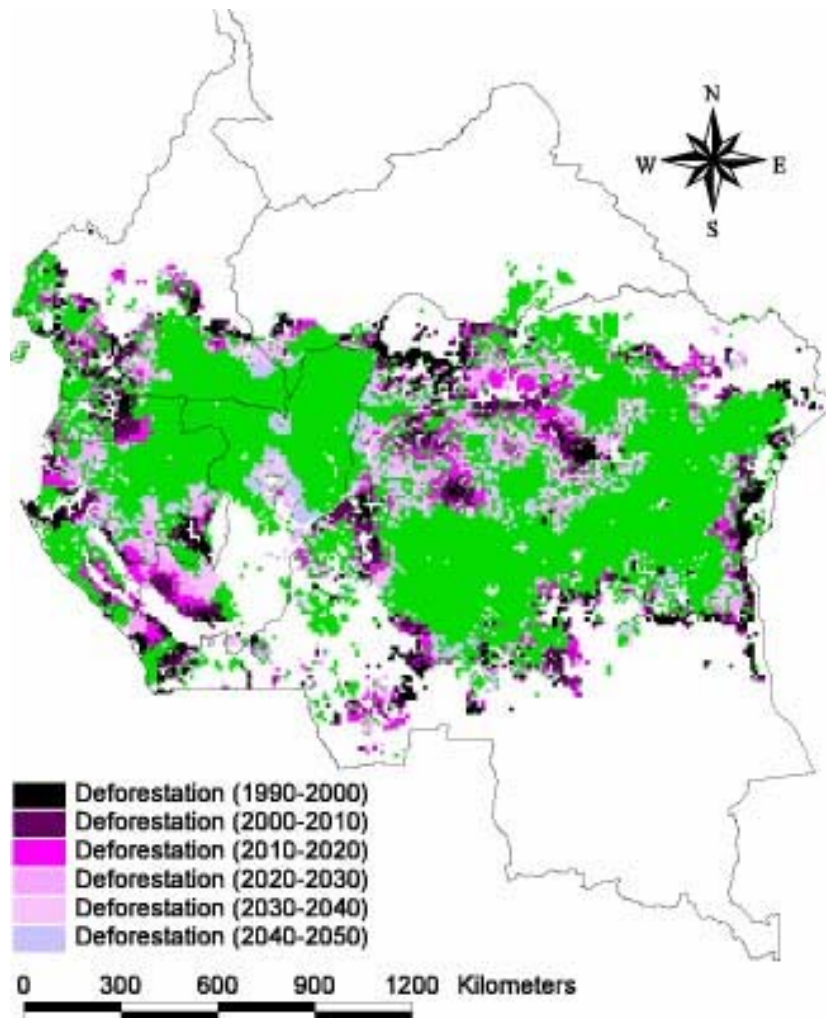 N
W E
S
Deforestation (1990-2000)
Deforestation (2000-2010)
Deforestation (2010-2020)
Deforestation (2020-2030)
Deforestation (2030-2040)
Deforestation (2040-2050)
0 300 600 900 1200 Kilometers